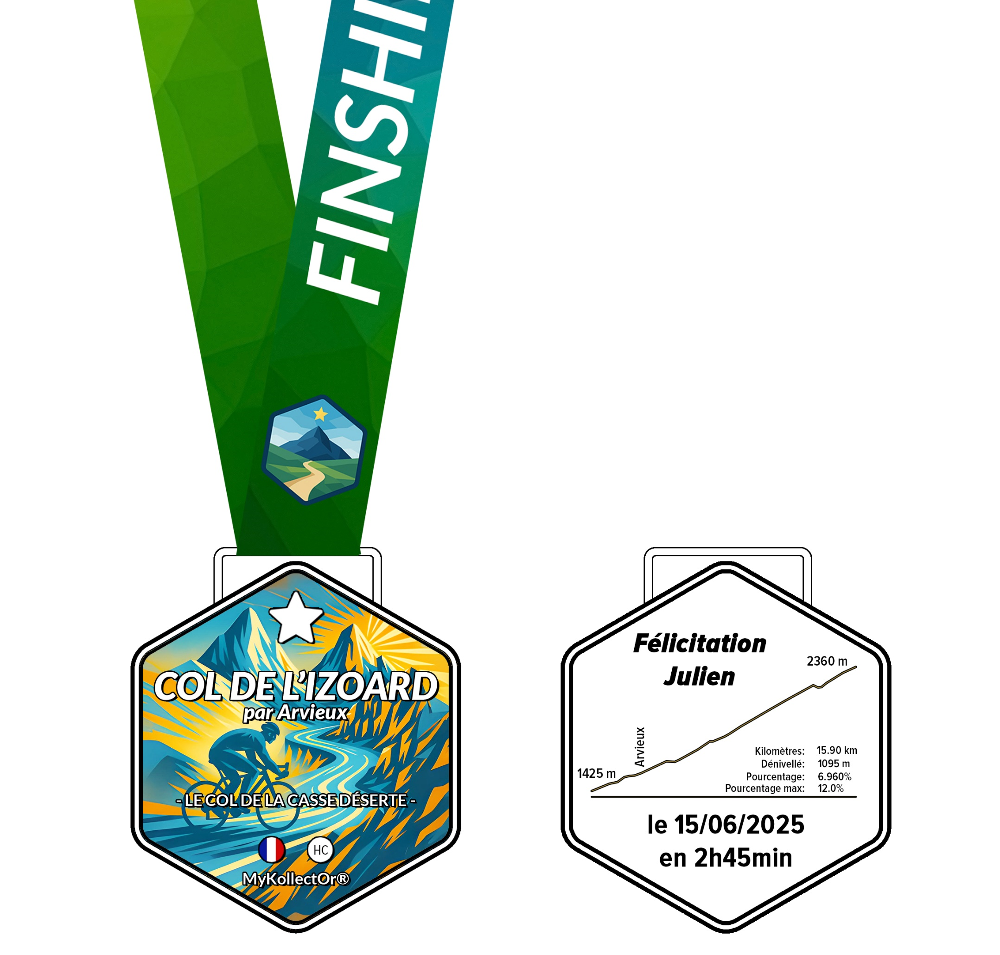 FINSHI
COL DE L'IZOARD
par Arvieux
- LE COL DE LA CASSE DÉSERTE -
HC
MyKollectOr®
Félicitation
Julien
2360 m
Arvieux
1425 m
Kilomètres: 15.90 km
Dénivellé: 1095 m
Pourcentage: 6.960%
Pourcentage max: 12.0%
le 15/06/2025
en 2h45min